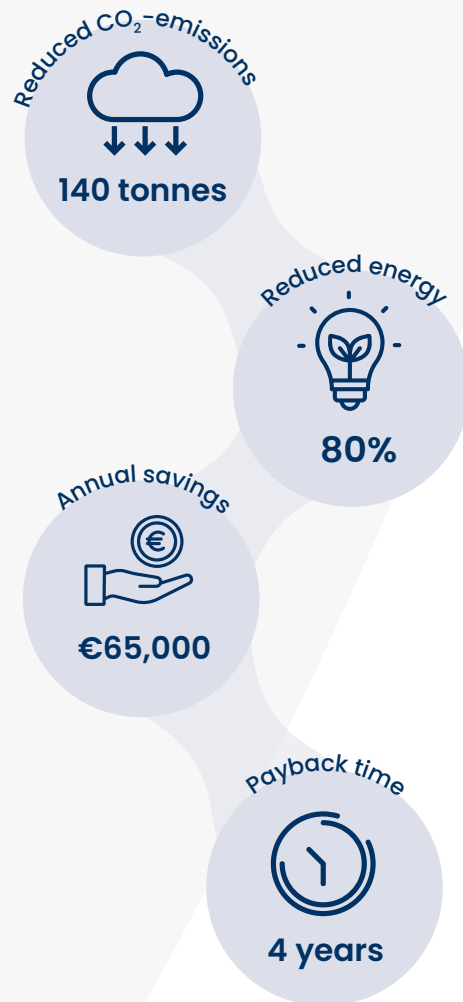 Reduced CO₂-emissions
140 tonnes
Reduced energy
80%
Annual savings
€
€65,000
Payback time
4 years